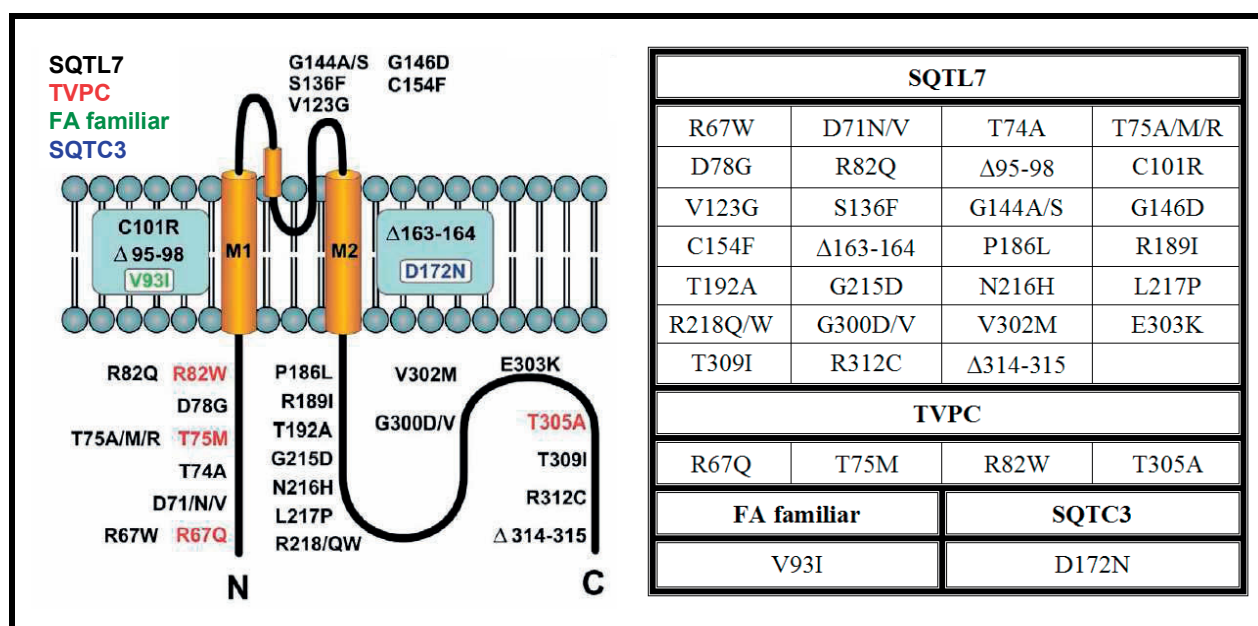 SQTL7
TVPC
FA familiar
SQTC3
G144A/S G146D
S136F C154F
V123G
C101R
Δ 95-98
V93I
M1
M2
Δ163-164
D172N
R82Q R82W
D78G
T75A/M/R T75M
T74A
D71/N/V
R67W R67Q
N
P186L
R189I
T192A
G215D
N216H
L217P
R218/QW
V302M
G300D/V
E303K
T305A
T309I
R312C
Δ 314-315
C
SQTL7
R67W D71N/V T74A T75A/M/R
D78G R82Q Δ95-98 C101R
V123G S136F G144A/S G146D
C154F Δ163-164 P186L R189I
T192A G215D N216H L217P
R218Q/W G300D/V V302M E303K
T309I R312C Δ314-315
TVPC
R67Q T75M R82W T305A
FA familiar SQTC3
V93I D172N